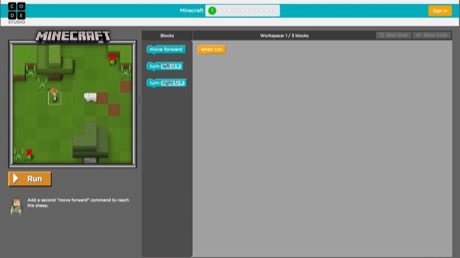 C O
D E
STUDIO
Minecraft
1
Sign in
MINECRAFT
Blocks
Workspace: 1 / 3 blocks
Start Over
Show Code
move forward
when run
turn left
turn right
Run
Add a second "move forward" command to reach
the sheep.